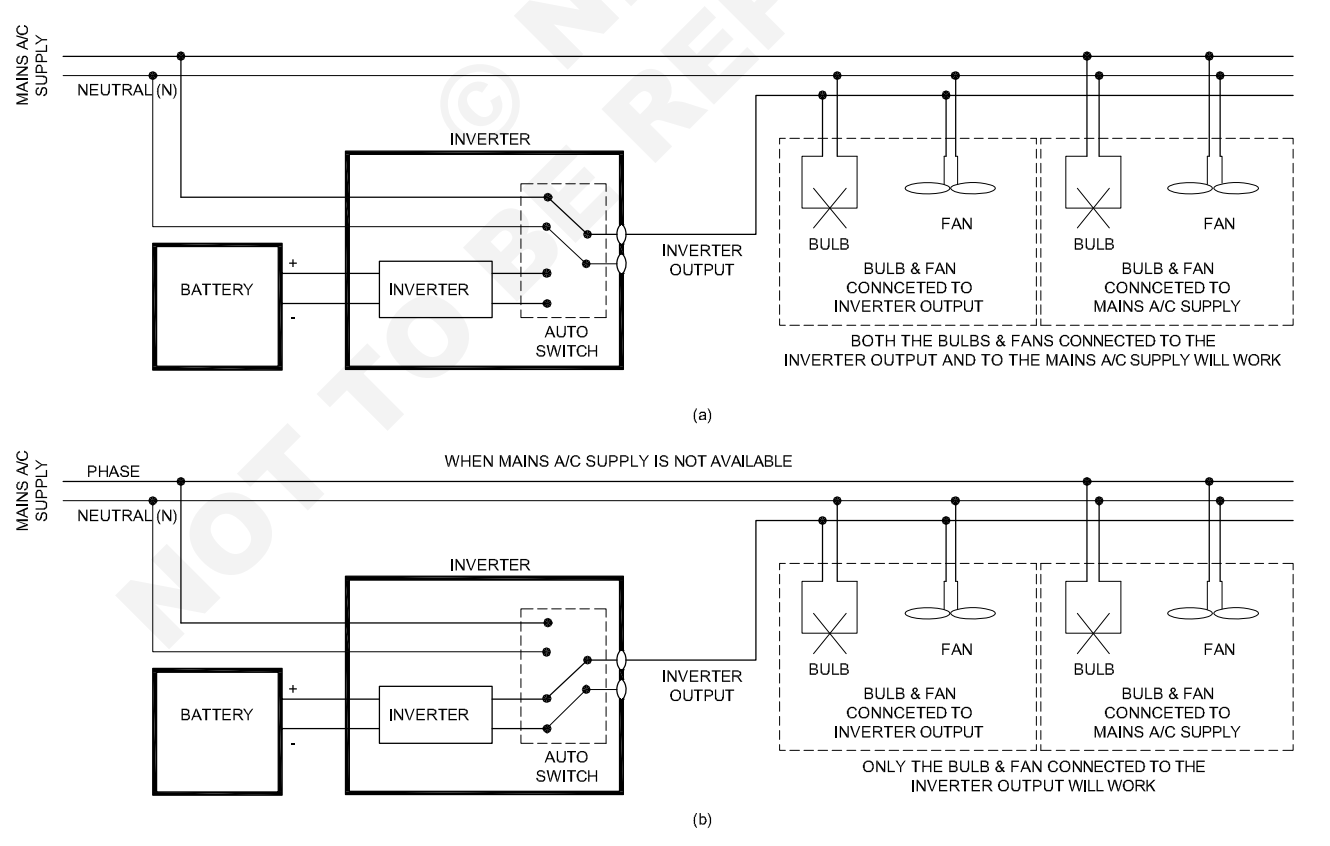 MAINS A/C
SUPPLY
NEUTRAL (N)
INVERTER
BATTERY
+
-
INVERTER
AUTO
SWITCH
INVERTER
OUTPUT
BULB
FAN
BULB & FAN
CONNCETED TO
INVERTER OUTPUT
BULB
FAN
BULB & FAN
CONNCETED TO
MAINS A/C SUPPLY
BOTH THE BULBS & FANS CONNECTED TO THE
INVERTER OUTPUT AND TO THE MAINS A/C SUPPLY WILL WORK
(a)
MAINS A/C
SUPPLY
PHASE
WHEN MAINS A/C SUPPLY IS NOT AVAILABLE
NEUTRAL (N)
INVERTER
BATTERY
+
-
INVERTER
AUTO
SWITCH
INVERTER
OUTPUT
BULB
FAN
BULB & FAN
CONNCETED TO
INVERTER OUTPUT
BULB
FAN
BULB & FAN
CONNCETED TO
MAINS A/C SUPPLY
ONLY THE BULB & FAN CONNECTED TO THE
INVERTER OUTPUT WILL WORK
(b)
©
NOT TO BE REP